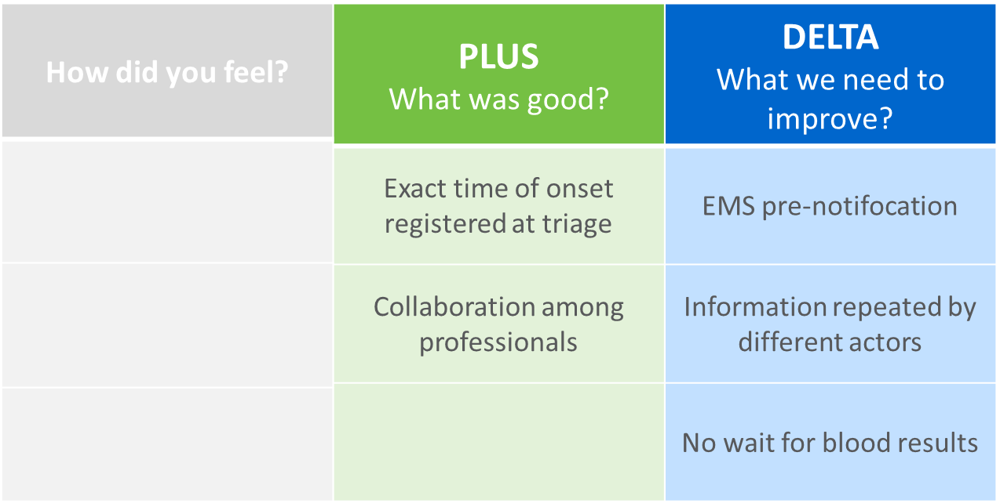 How did you feel?
PLUS
What was good?
DELTA
What we need to
improve?
Exact time of onset
registered at triage
EMS pre-notifocation
Collaboration among
professionals
Information repeated by
different actors
No wait for blood results